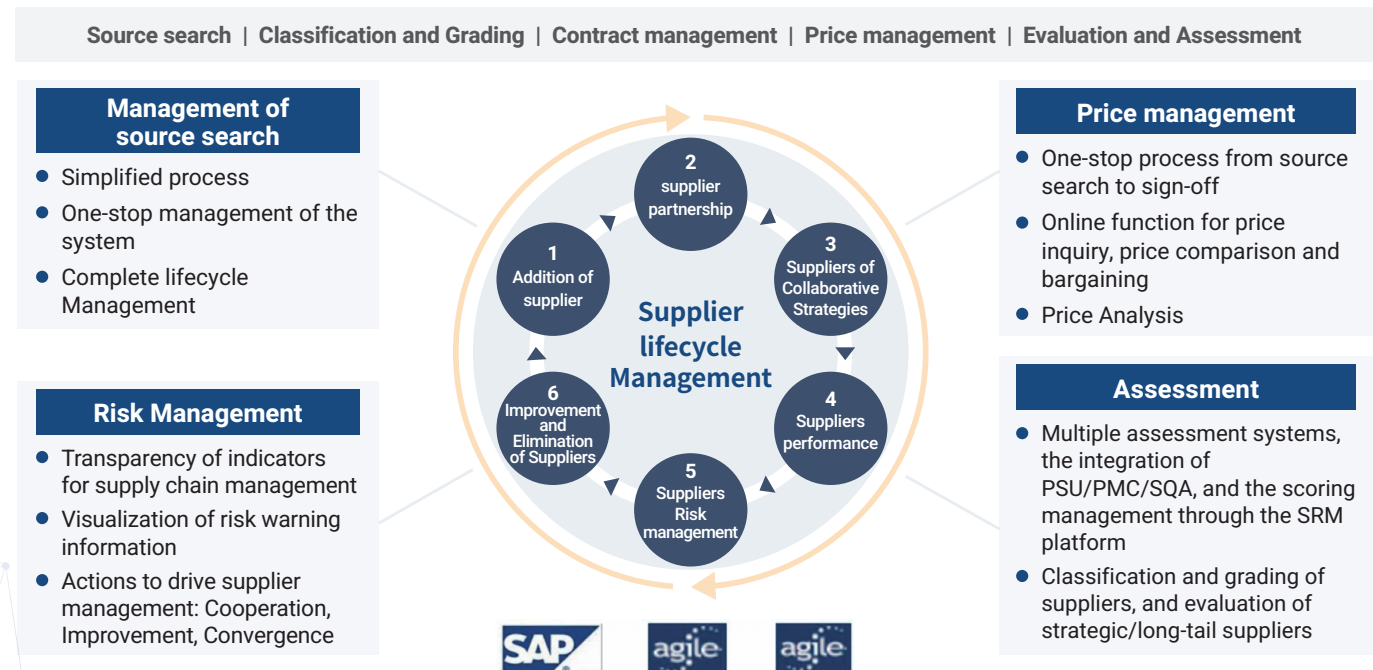 Source search | Classification and Grading | Contract management | Price management | Evaluation and Assessment
Management of
source search
Simplified process
One-stop management of the
system
Complete lifecycle
Management
Risk Management
Transparency of indicators
for supply chain management
Visualization of risk warning
information
Actions to drive supplier
management: Cooperation,
Improvement, Convergence
Supplier
lifecycle
Management
1
Addition of
supplier
2
supplier
partnership
3
Suppliers of
Collaborative
Strategies
4
Suppliers
performance
5
Suppliers
Risk
management
6
Improvement
and
Elimination
of Suppliers
SAP
agile
agile
Price management
One-stop process from source
search to sign-off
Online function for price
inquiry, price comparison and
bargaining
Price Analysis
Assessment
Multiple assessment systems,
the integration of
PSU/PMC/SQA, and the scoring
management through the SRM
platform
Classification and grading of
suppliers, and evaluation of
strategic/long-tail suppliers